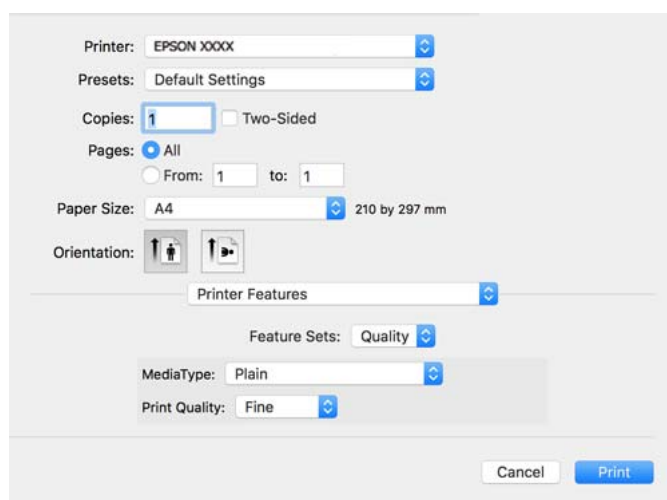 Printer: EPSON XXXX
Presets: Default Settings
Copies: 1 Two-Sided
Pages: All
From: 1 to: 1
Paper Size: A4 210 by 297 mm
Orientation:
Printer Features
Feature Sets: Quality
MediaType: Plain
Print Quality: Fine
Cancel Print